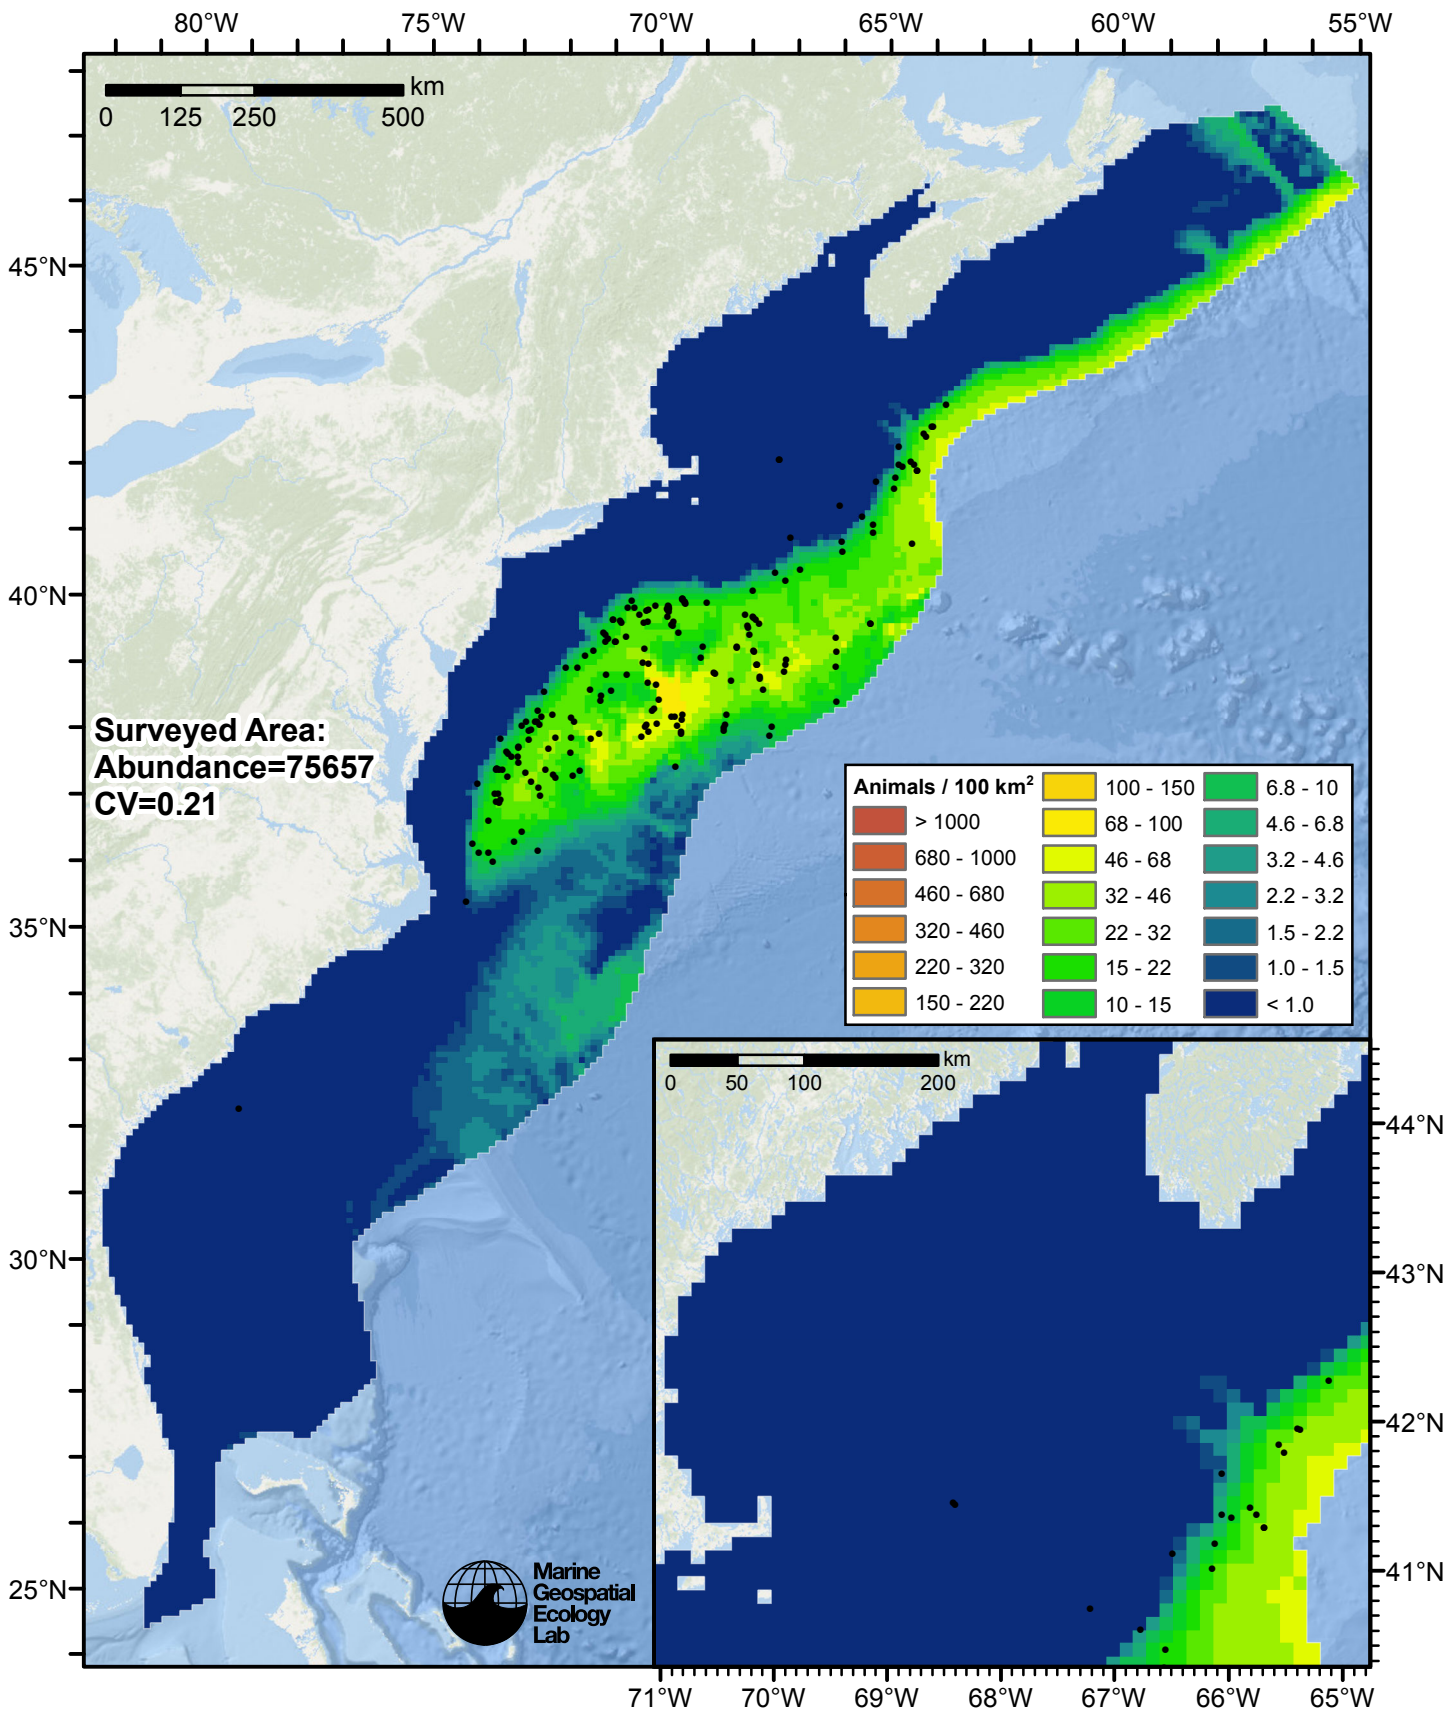 80°W 75°W 70°W 65°W 60°W 55°W
km
0 125 250 500
45°N
40°N
35°N
30°N
25°N
Surveyed Area:
Abundance=75657
CV=0.21
Animals / 100 km²
> 1000
680 - 1000
460 - 680
320 - 460
220 - 320
150 - 220
100 - 150
68 - 100
46 - 68
32 - 46
22 - 32
15 - 22
10 - 15
6.8 - 10
4.6 - 6.8
3.2 - 4.6
2.2 - 3.2
1.5 - 2.2
1.0 - 1.5
< 1.0
km
0 50 100 200
44°N
43°N
42°N
41°N
Marine
Geospatial
Ecology
Lab
71°W 70°W 69°W 68°W 67°W 66°W 65°W